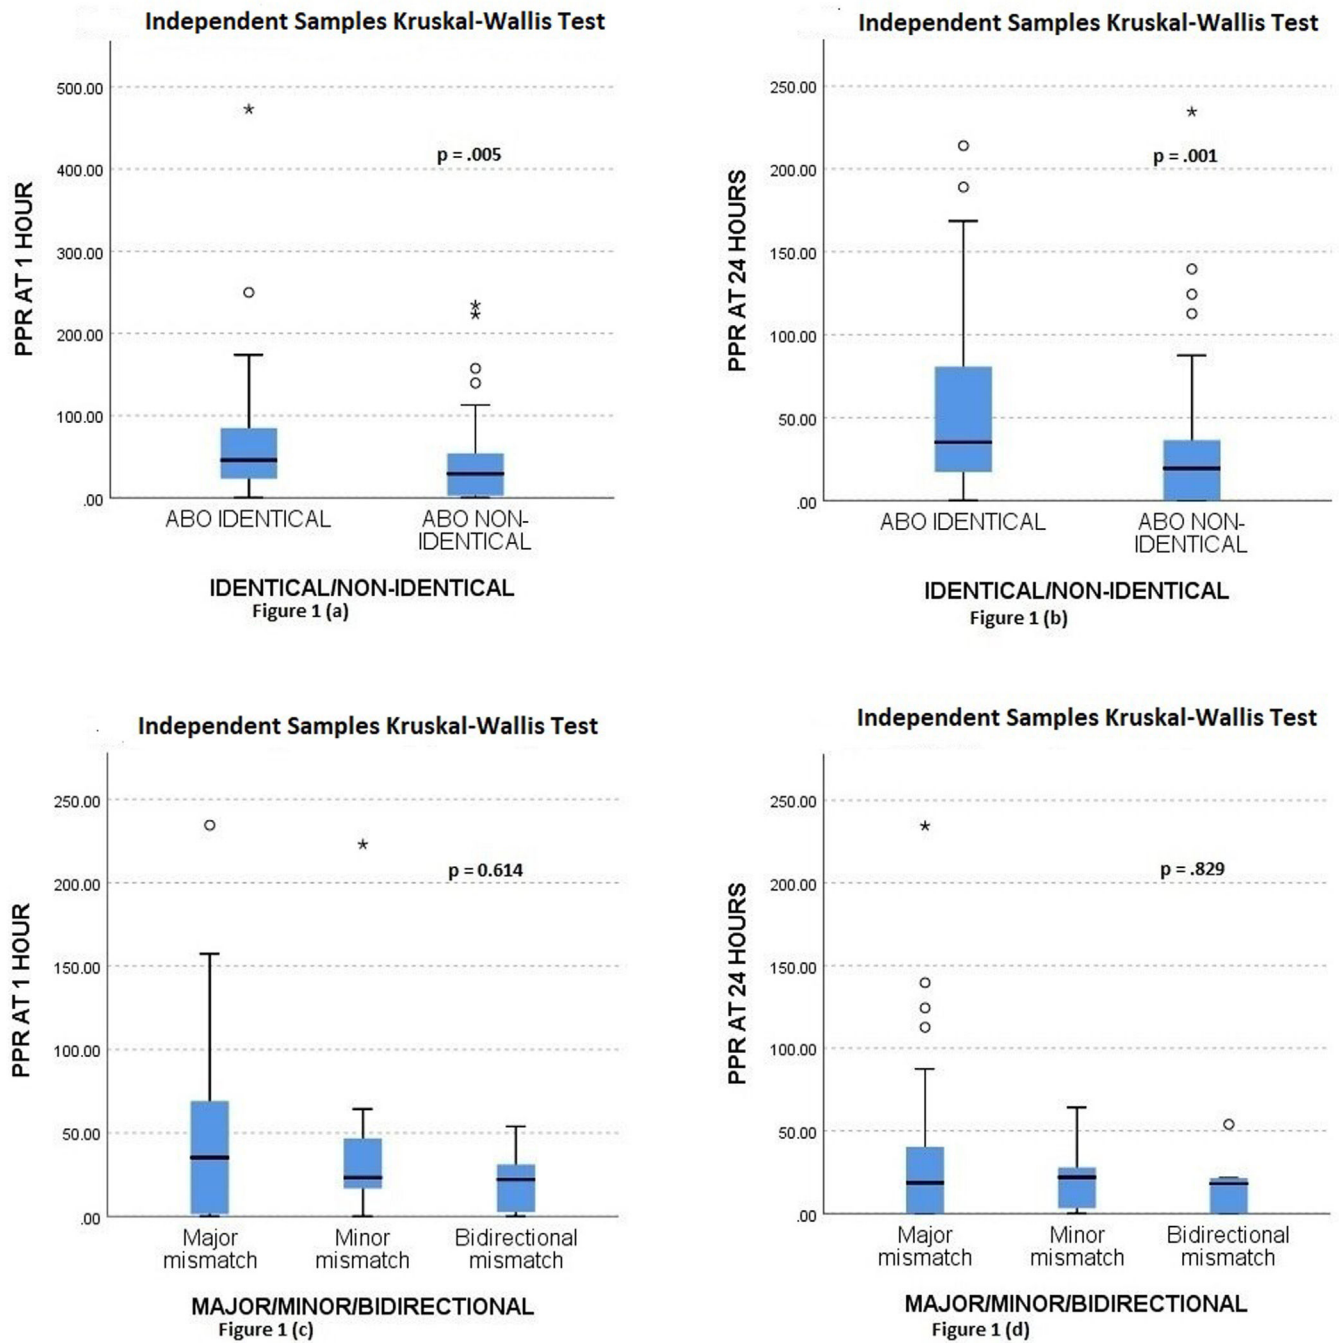 Independent Samples Kruskal-Wallis Test
500.00
400.00
300.00
200.00
100.00
.00
PPR AT 1 HOUR
p = .005
ABO IDENTICAL
ABO NON-
IDENTICAL
IDENTICAL/NON-IDENTICAL
Figure 1 (a)
Independent Samples Kruskal-Wallis Test
250.00
200.00
150.00
100.00
50.00
.00
PPR AT 24 HOURS
p = .001
ABO IDENTICAL
ABO NON-
IDENTICAL
IDENTICAL/NON-IDENTICAL
Figure 1 (b)
Independent Samples Kruskal-Wallis Test
250.00
200.00
150.00
100.00
50.00
.00
PPR AT 1 HOUR
p = 0.614
Major
mismatch
Minor
mismatch
Bidirectional
mismatch
MAJOR/MINOR/BIDIRECTIONAL
Figure 1 (c)
Independent Samples Kruskal-Wallis Test
250.00
200.00
150.00
100.00
50.00
.00
PPR AT 24 HOURS
p = .829
Major
mismatch
Minor
mismatch
Bidirectional
mismatch
MAJOR/MINOR/BIDIRECTIONAL
Figure 1 (d)